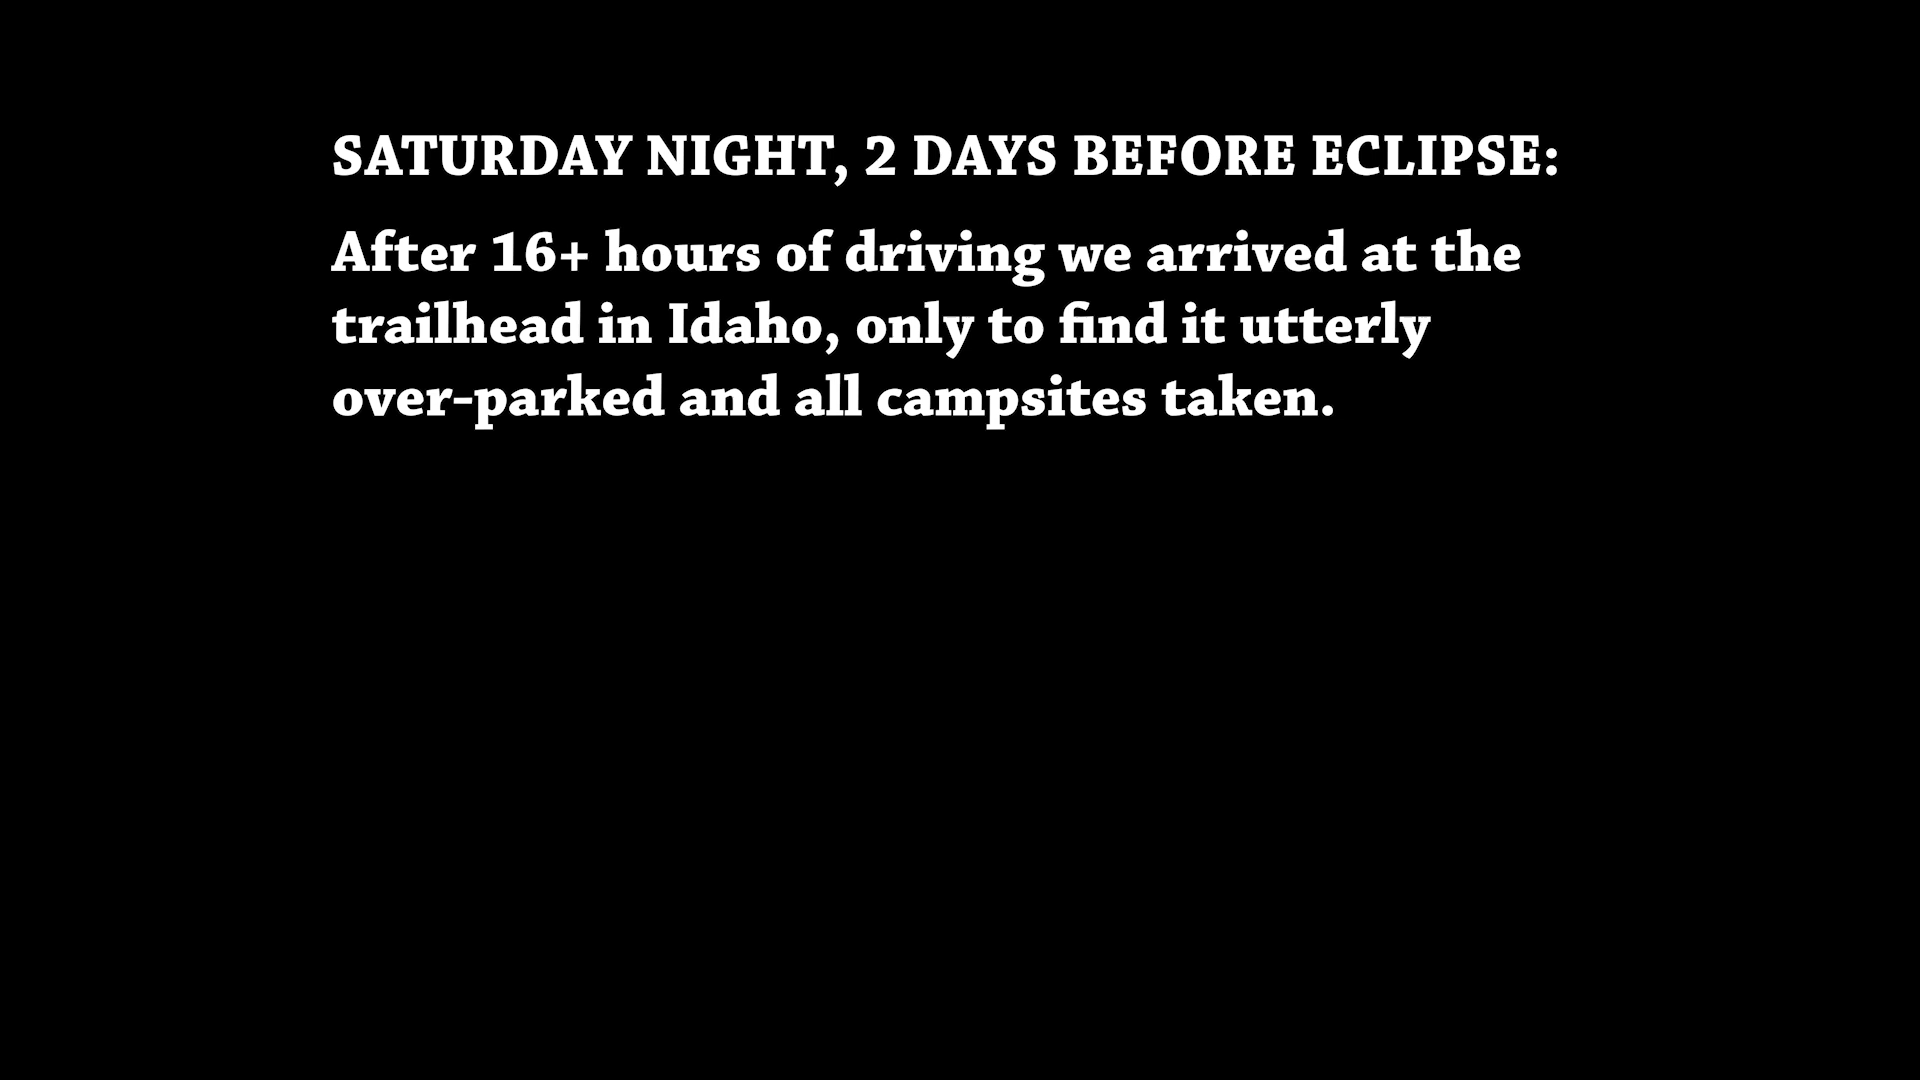 SATURDAY NIGHT, 2 DAYS BEFORE ECLIPSE:
After 16+ hours of driving we arrived at the
trailhead in Idaho, only to find it utterly
over-parked and all campsites taken.